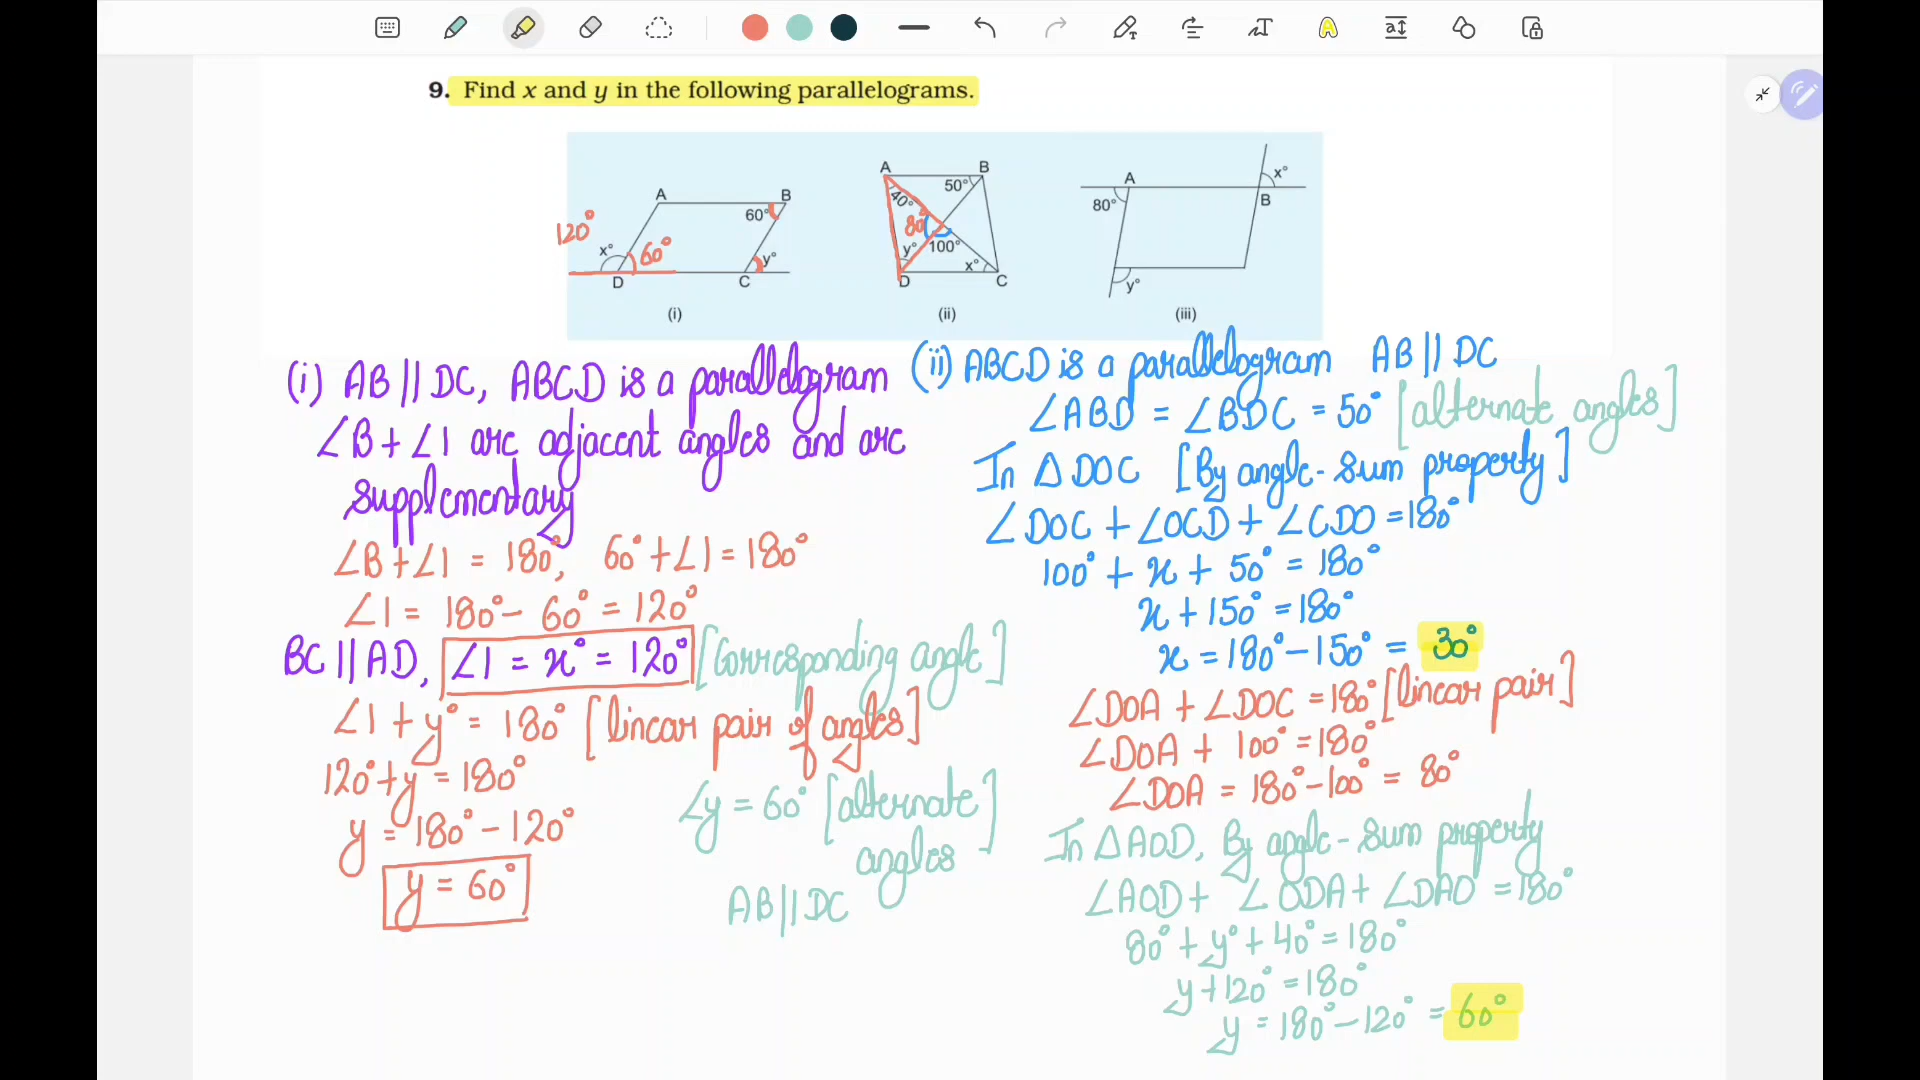 9. Find x and y in the following parallelograms.
A B
60°
120°
x° 60° y°
D C
(i)
A B
50°
40°
80°
y° 100° x°
D C
(ii)
A x°
80° B
y°
(iii)
(i) AB || DC, ABCD is a parallelogram
∠B + ∠1 are adjacent angles and are
supplementary
∠B + ∠1 = 180°, 60° + ∠1 = 180°
∠1 = 180° - 60° = 120°
BC || AD, ∠1 = x° = 120° [Corresponding angle]
∠1 + y° = 180° [linear pair of angles]
120° + y = 180°
y = 180° - 120°
y = 60°
∠y = 60° [alternate
angles]
AB || DC
(ii) ABCD is a parallelogram AB || DC
∠ABD = ∠BDC = 50° [alternate angles]
In △DOC [By angle-sum property]
∠DOC + ∠OCD + ∠CDO = 180°
100° + x + 50° = 180°
x + 150° = 180°
x = 180° - 150° = 30°
∠DOA + ∠DOC = 180° [linear pair]
∠DOA + 100° = 180°
∠DOA = 180° - 100° = 80°
In △AOD, By angle-sum property
∠AOD + ∠ODA + ∠DAO = 180°
80° + y° + 40° = 180°
y + 120° = 180°
y = 180° - 120° = 60°